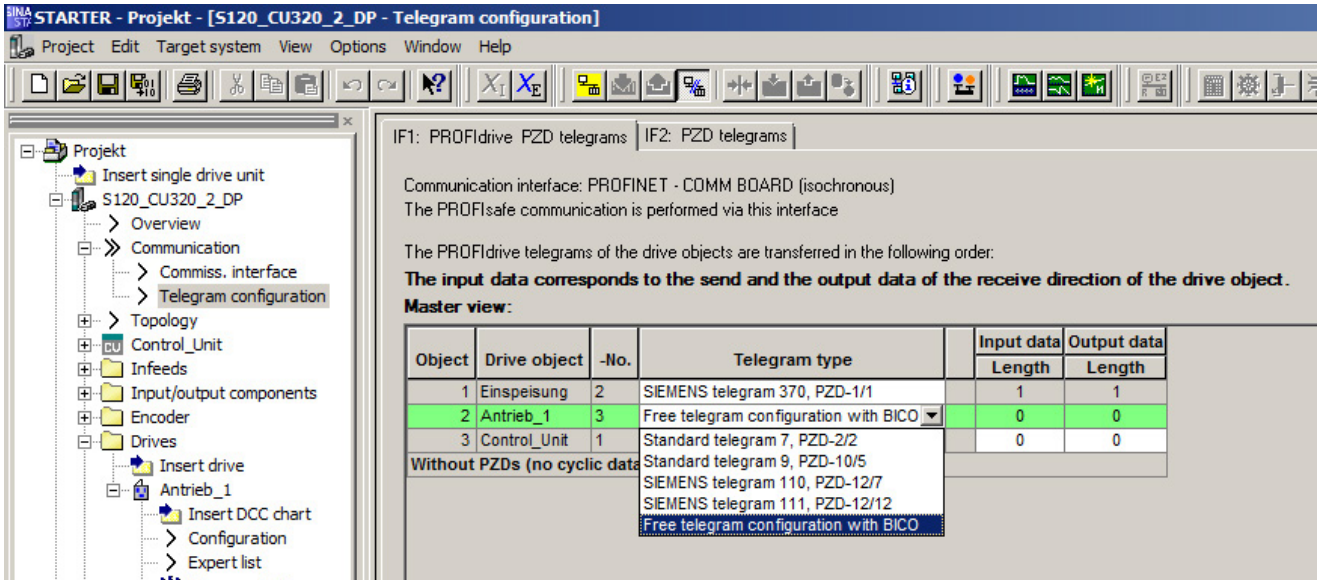 STARTER - Projekt - [S120_CU320_2_DP - Telegram configuration]
Project Edit Target system View Options Window Help
Projekt
Insert single drive unit
S120_CU320_2_DP
Overview
Communication
Commiss. interface
Telegram configuration
Topology
Control_Unit
Infeeds
Input/output components
Encoder
Drives
Insert drive
Antrieb_1
Insert DCC chart
Configuration
Expert list
IF1: PROFIdrive PZD telegrams IF2: PZD telegrams
Communication interface: PROFINET - COMM BOARD (isochronous)
The PROFIsafe communication is performed via this interface
The PROFIdrive telegrams of the drive objects are transferred in the following order:
The input data corresponds to the send and the output data of the receive direction of the drive object.
Master view:
Object Drive object -No. Telegram type Input data Output data
Length Length
1 Einspeisung 2 SIEMENS telegram 370, PZD-1/1 1 1
2 Antrieb_1 3 Free telegram configuration with BICO 0 0
3 Control_Unit 1 0 0
Without PZDs (no cyclic data
Standard telegram 7, PZD-2/2
Standard telegram 9, PZD-10/5
SIEMENS telegram 110, PZD-12/7
SIEMENS telegram 111, PZD-12/12
Free telegram configuration with BICO